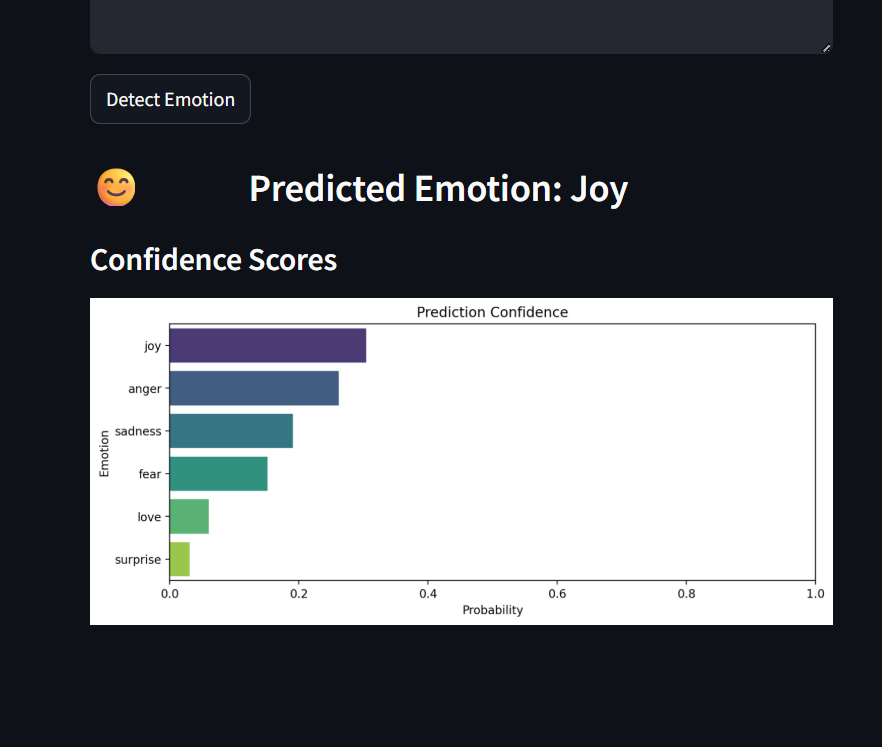 Detect Emotion
Predicted Emotion: Joy
Confidence Scores
Prediction Confidence
joy
anger
sadness
fear
love
surprise
Emotion
0.0 0.2 0.4 0.6 0.8 1.0
Probability